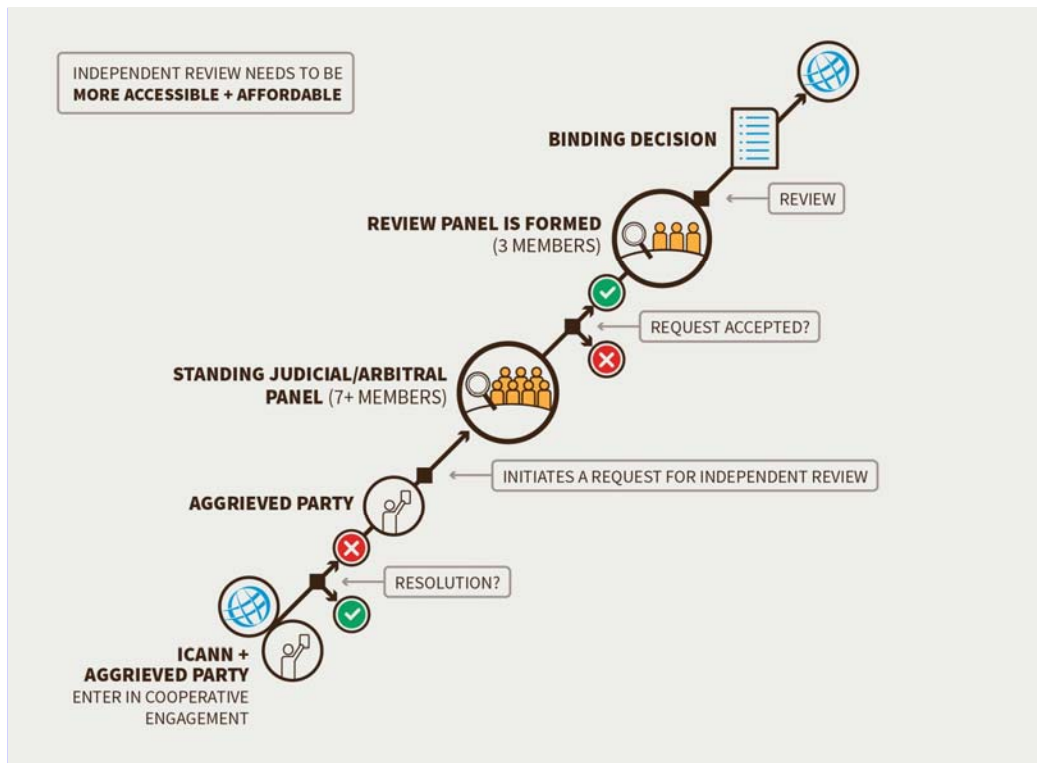 INDEPENDENT REVIEW NEEDS TO BE
MORE ACCESSIBLE + AFFORDABLE
BINDING DECISION
REVIEW
REVIEW PANEL IS FORMED
(3 MEMBERS)
REQUEST ACCEPTED?
STANDING JUDICIAL/ARBITRAL
PANEL (7+ MEMBERS)
INITIATES A REQUEST FOR INDEPENDENT REVIEW
AGGRIEVED PARTY
RESOLUTION?
ICANN +
AGGRIEVED PARTY
ENTER IN COOPERATIVE
ENGAGEMENT